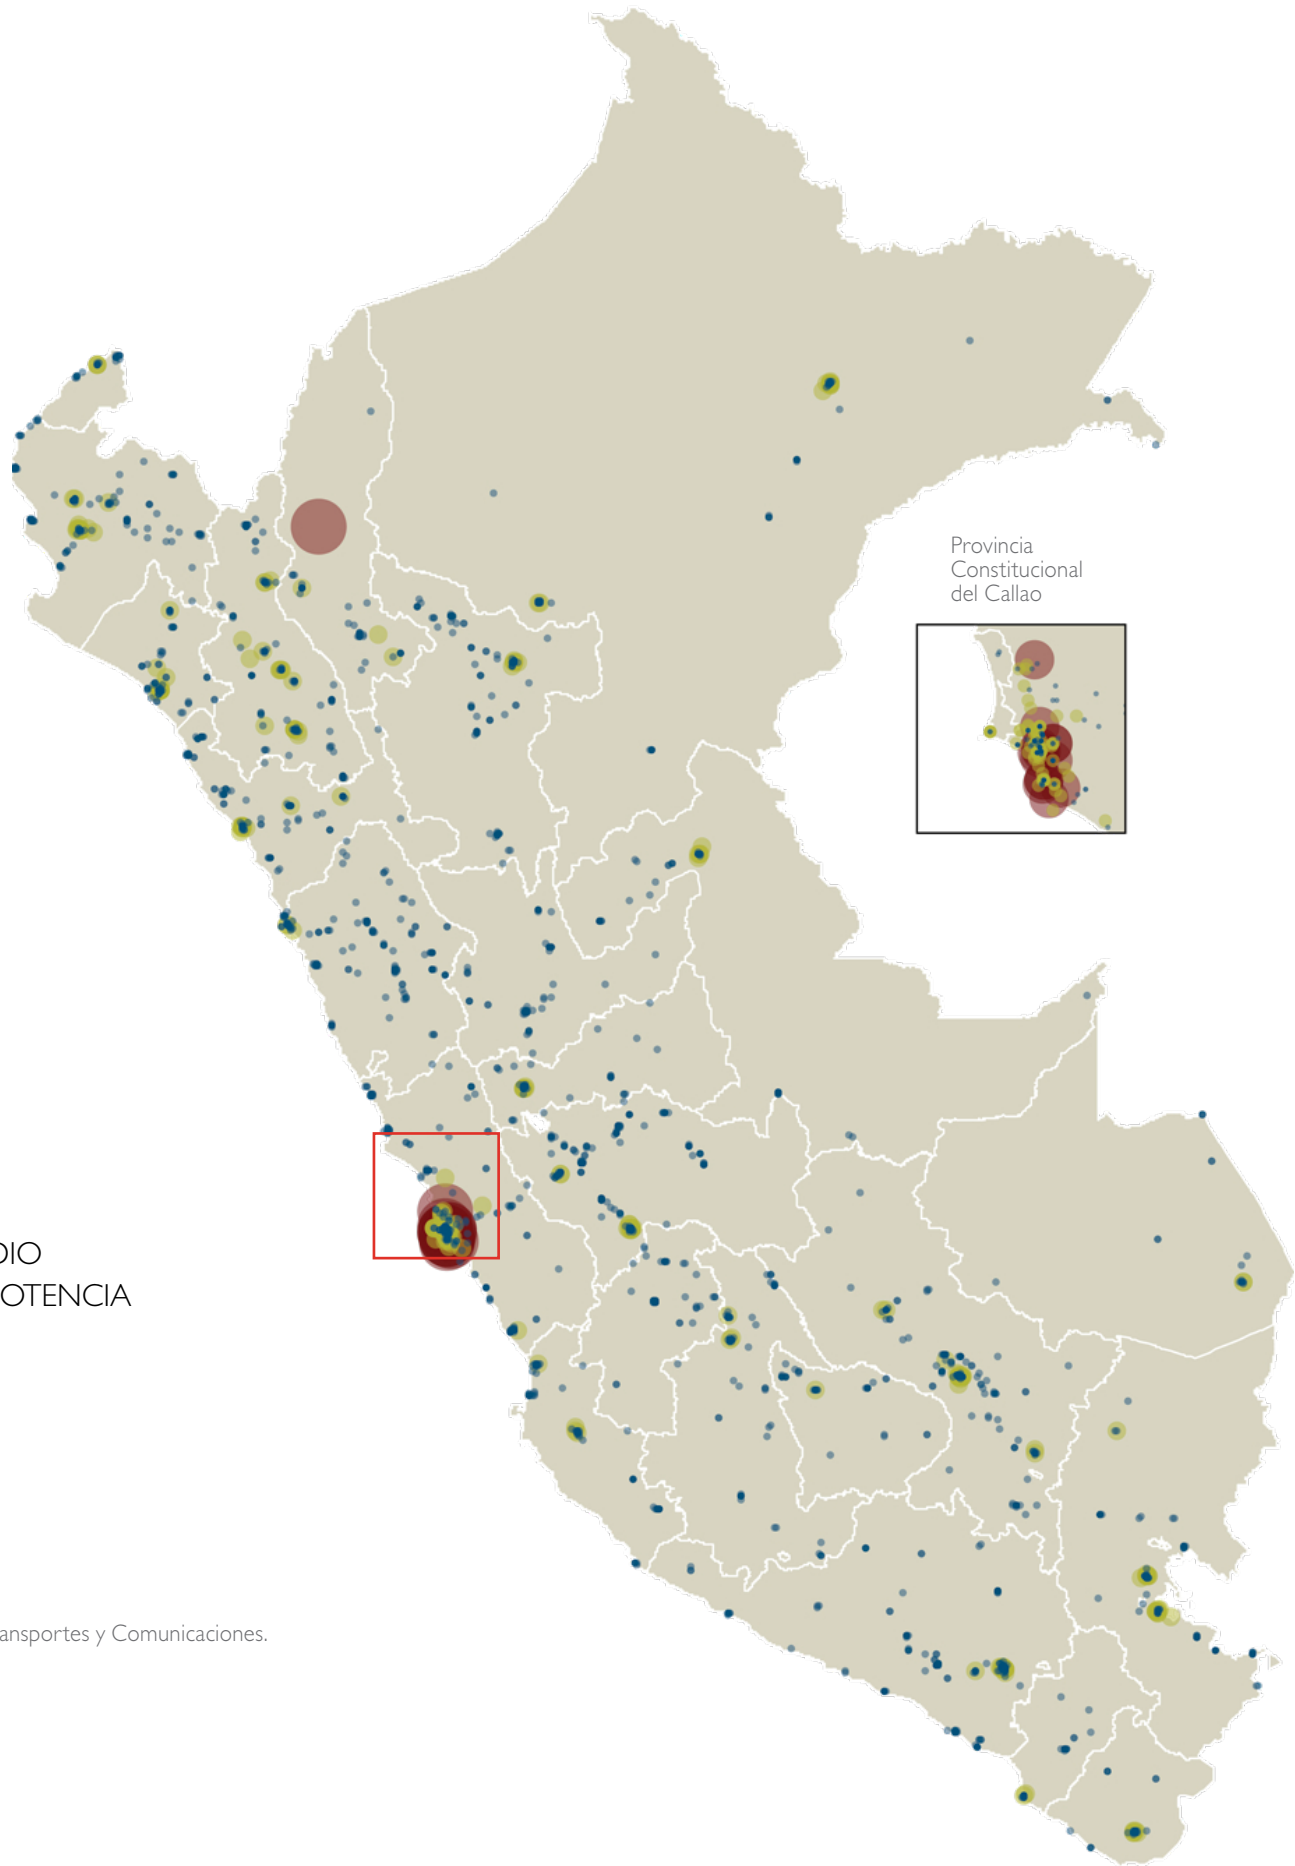 Provincia
Constitucional
del Callao
DIO
OTENCIA
ansportes y Comunicaciones.